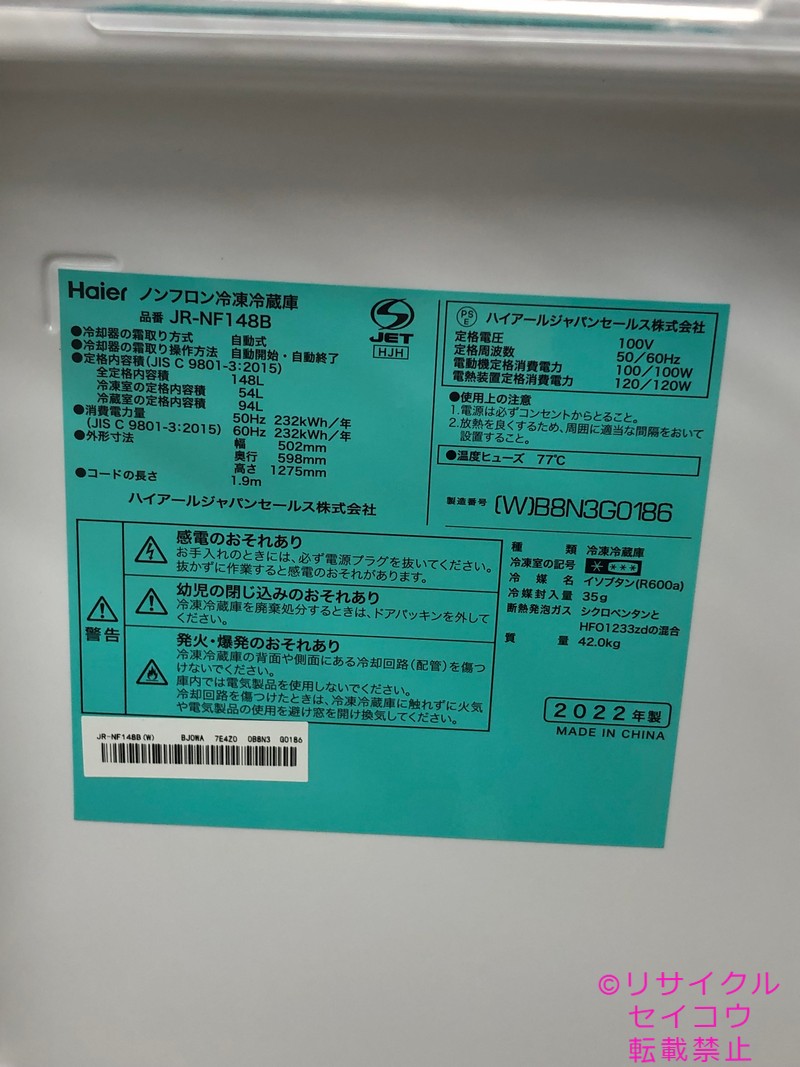 Haier ノンフロン冷凍冷蔵庫
品番 JR-NF148B
●冷却器の霜取り方式 自動式
●冷却器の霜取り操作方法 自動開始・自動終了
●定格内容積(JIS C 9801-3:2015)
全定格内容積 148L
冷凍室の定格内容積 54L
冷蔵室の定格内容積 94L
●消費電力量 50Hz 232kWh/年
(JIS C 9801-3:2015) 60Hz 232kWh/年
●外形寸法 幅 502mm
奥行 598mm
高さ 1275mm
●コードの長さ 1.9m
ハイアールジャパンセールス株式会社
S
JET
HJH
PS
E
ハイアールジャパンセールス株式会社
定格電圧 100V
定格周波数 50/60Hz
電動機定格消費電力 100/100W
電熱装置定格消費電力 120/120W
●使用上の注意
1.電源は必ずコンセントからとること。
2.放熱を良くするため、周囲に適当な間隔をおいて
設置すること。
●温度ヒューズ 77℃
製造番号 (W)B8N3G0186
警告
感電のおそれあり
お手入れのときには、必ず電源プラグを抜いてください。
抜かずに作業すると感電のおそれがあります。
幼児の閉じ込みのおそれあり
冷凍冷蔵庫を廃棄処分するときは、ドアパッキンを外して
ください。
発火・爆発のおそれあり
冷凍冷蔵庫の背面や側面にある冷却回路(配管)を傷つ
けないでください。
庫内では電気製品を使用しないでください。
冷却回路を傷つけたときは、冷凍冷蔵庫に触れずに火気
や電気製品の使用を避け窓を開け換気してください。
種類 冷凍冷蔵庫
冷凍室の記号 * ***
冷媒名 イソブタン(R600a)
冷媒封入量 35g
断熱発泡ガス シクロペンタンと
HFO1233zdの混合
質量 42.0kg
2022年製
MADE IN CHINA
JR-NF148B(W) BJ0WA 7E4Z0 0B8N3 G0186
©リサイクル
セイコウ
転載禁止